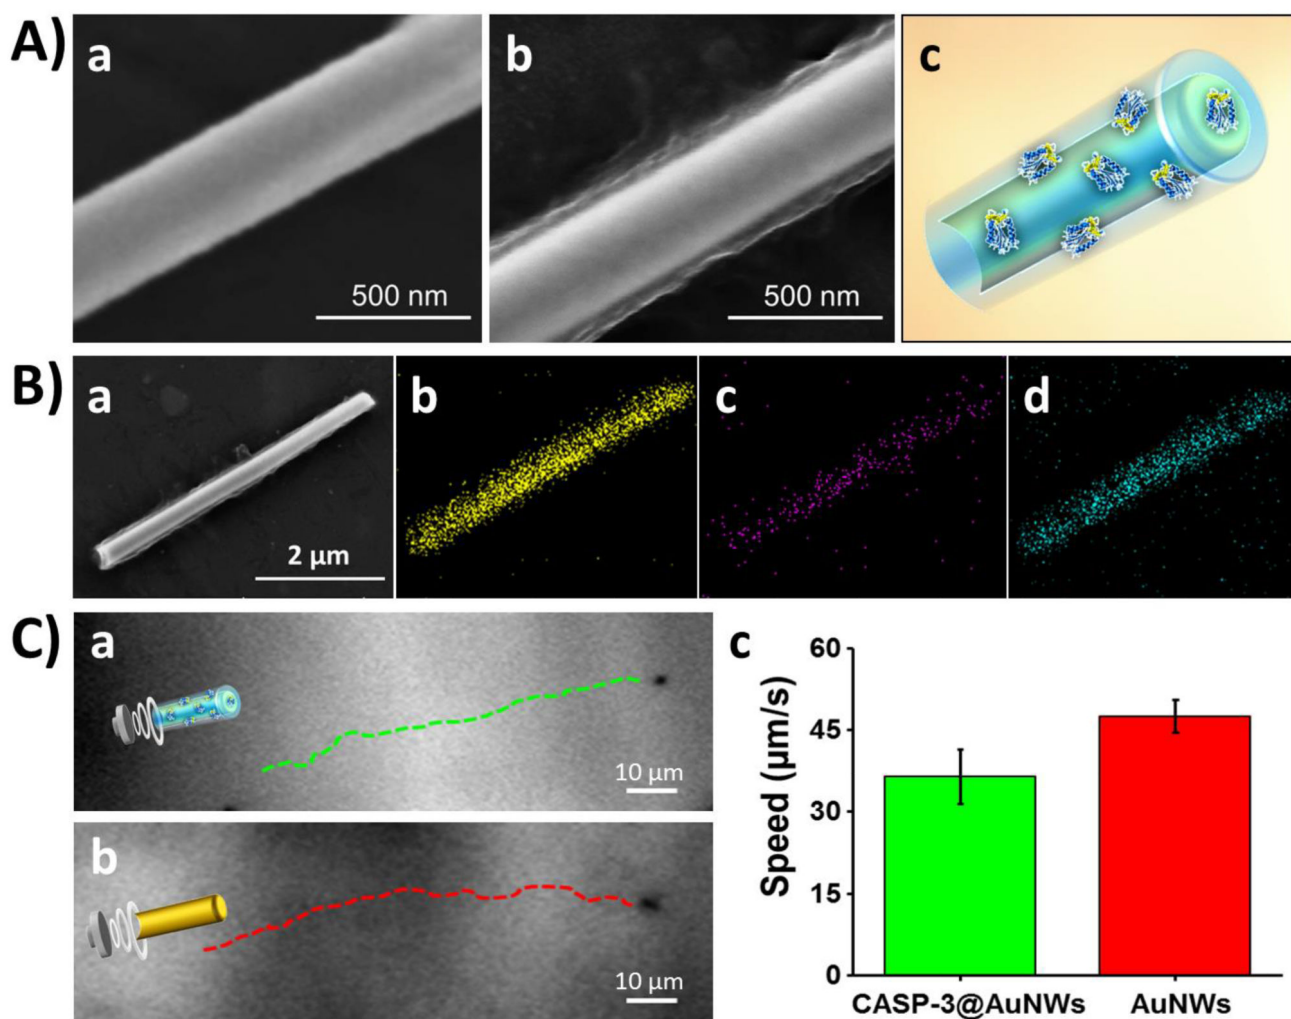 A)
a
500 nm
b
500 nm
c
B)
a
2 μm
b
c
d
C)
a
10 μm
b
10 μm
c
Speed (μm/s)
60
45
30
15
0
CASP-3@AuNWs
AuNWs